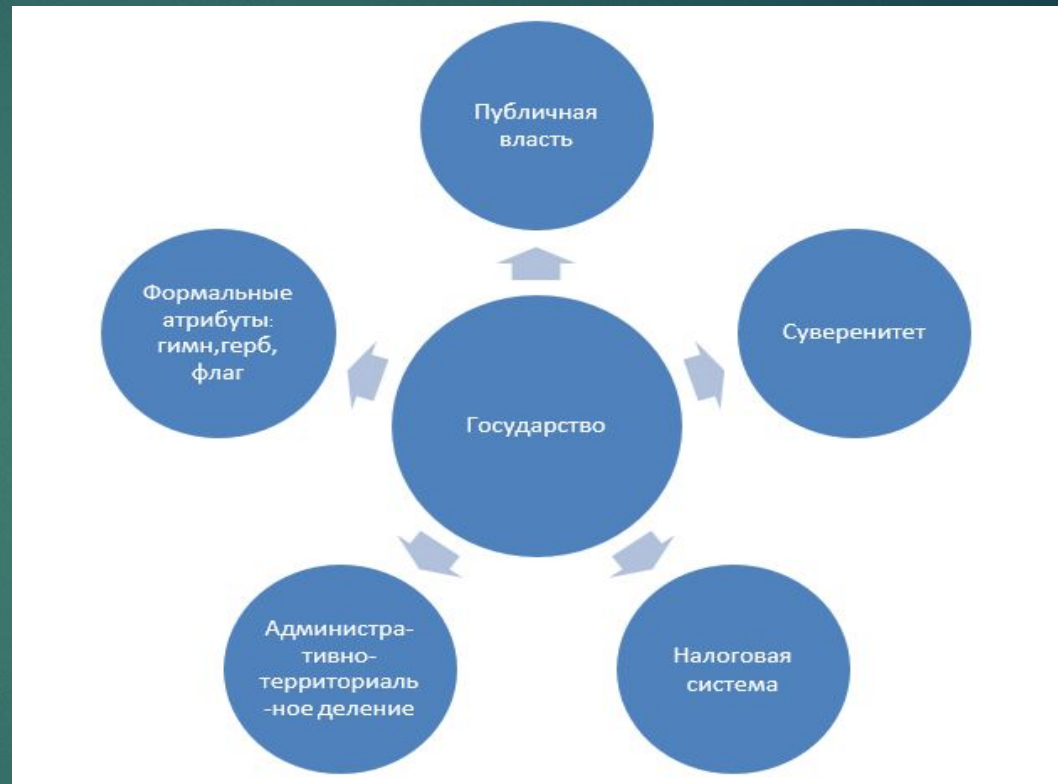 Публичная
власть
Формальные
атрибуты:
гимн,герб,
флаг
Суверенитет
Государство
Администра-
тивно-
территориаль
-ное деление
Налоговая
система